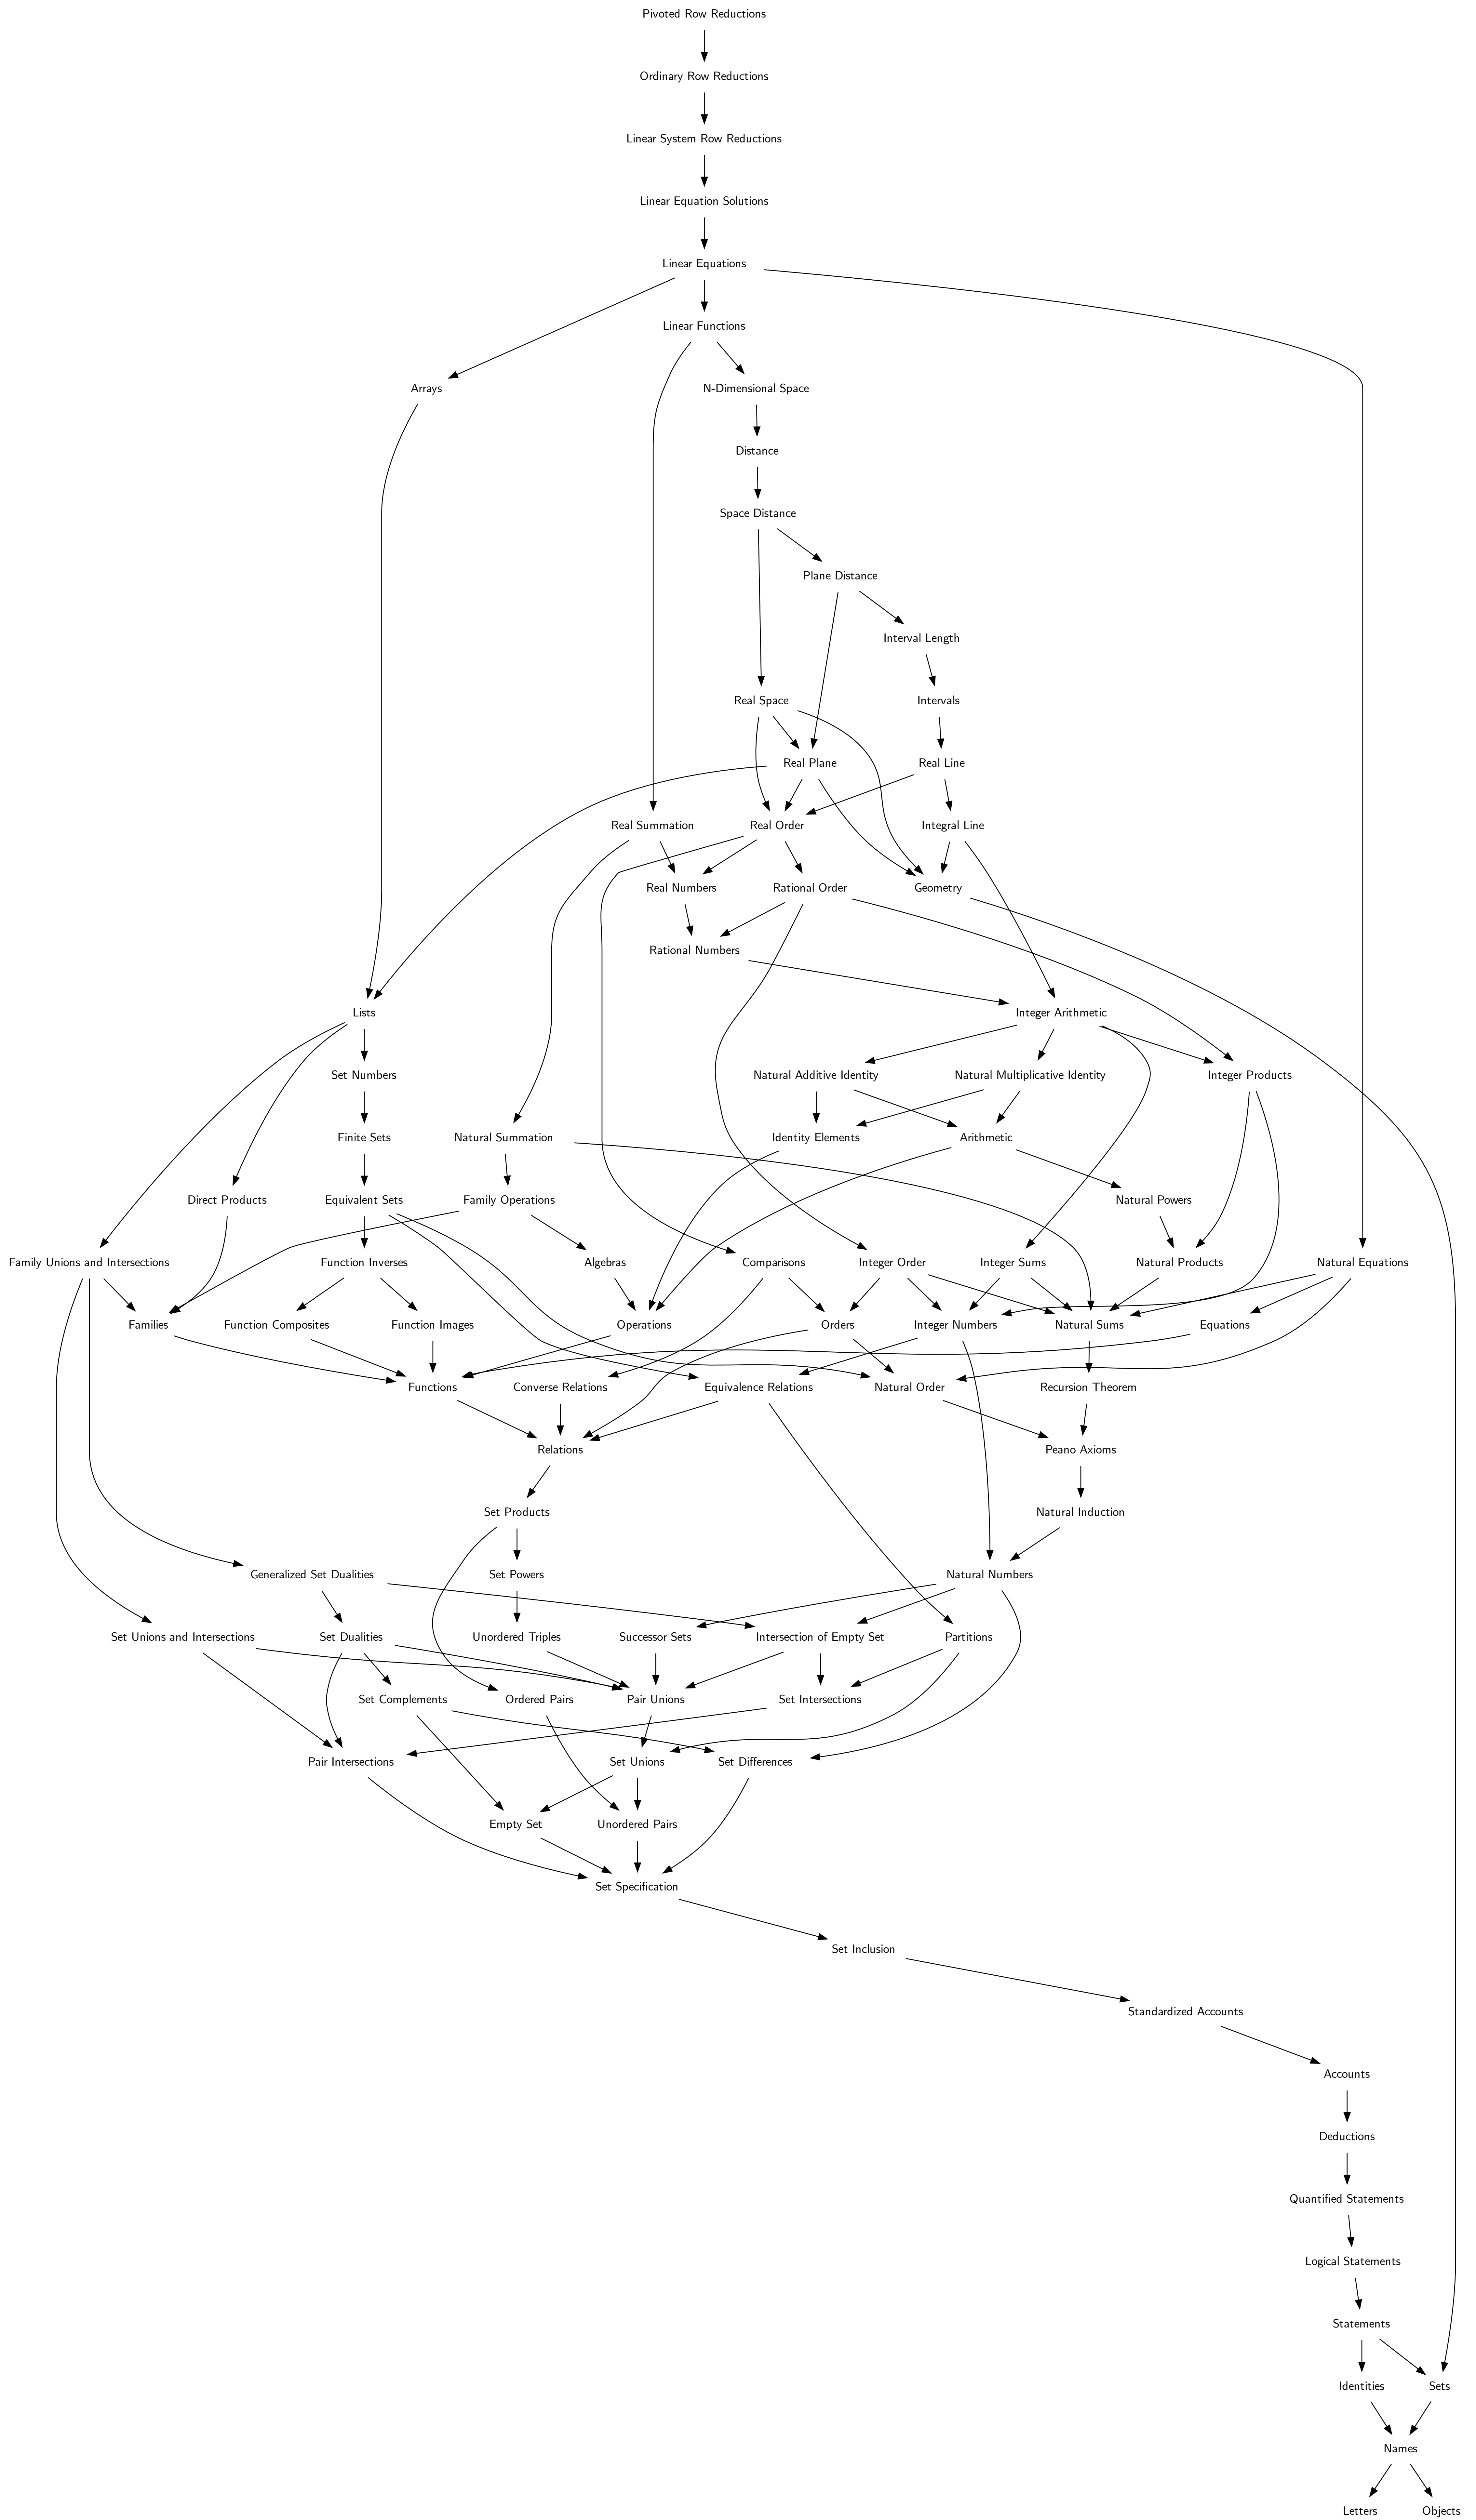 Pivoted Row Reductions
Ordinary Row Reductions
Linear System Row Reductions
Linear Equation Solutions
Linear Equations
Linear Functions
Arrays
N-Dimensional Space
Distance
Space Distance
Plane Distance
Interval Length
Real Space
Intervals
Real Plane
Real Line
Real Summation
Real Order
Integral Line
Real Numbers
Rational Order
Geometry
Rational Numbers
Lists
Integer Arithmetic
Set Numbers
Natural Additive Identity
Natural Multiplicative Identity
Integer Products
Finite Sets
Natural Summation
Identity Elements
Arithmetic
Direct Products
Equivalent Sets
Family Operations
Natural Powers
Family Unions and Intersections
Function Inverses
Algebras
Comparisons
Integer Order
Integer Sums
Natural Products
Natural Equations
Families
Function Composites
Function Images
Operations
Orders
Integer Numbers
Natural Sums
Equations
Functions
Converse Relations
Equivalence Relations
Natural Order
Recursion Theorem
Relations
Peano Axioms
Set Products
Natural Induction
Generalized Set Dualities
Set Powers
Natural Numbers
Set Unions and Intersections
Set Dualities
Unordered Triples
Successor Sets
Intersection of Empty Set
Partitions
Set Complements
Ordered Pairs
Pair Unions
Set Intersections
Pair Intersections
Set Unions
Set Differences
Empty Set
Unordered Pairs
Set Specification
Set Inclusion
Standardized Accounts
Accounts
Deductions
Quantified Statements
Logical Statements
Statements
Identities
Sets
Names
Letters
Objects